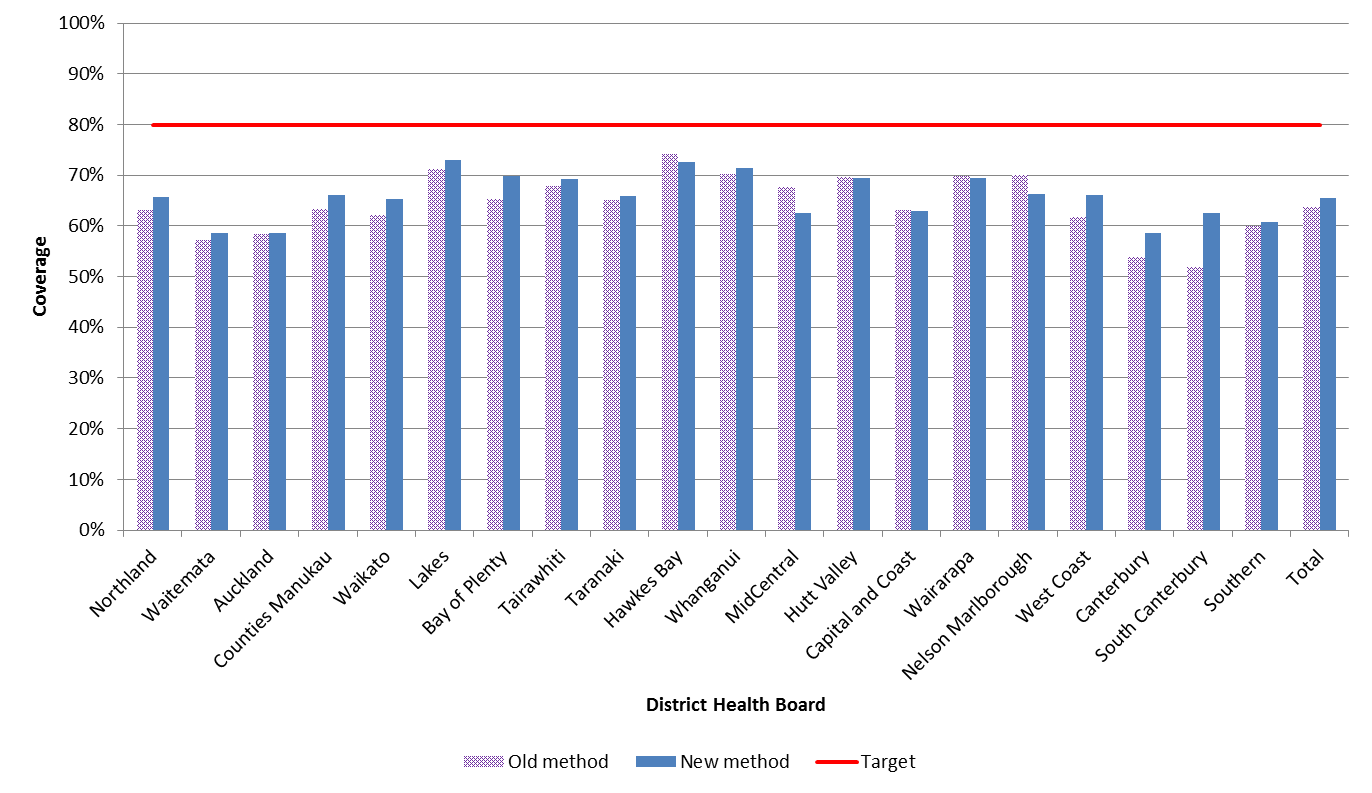 100%
90%
80%
70%
60%
50%
40%
30%
20%
10%
0%
Coverage
Northland
Waitemata
Auckland
Counties Manukau
Waikato
Lakes
Bay of Plenty
Tairawhiti
Taranaki
Hawkes Bay
Whanganui
MidCentral
Hutt Valley
Capital and Coast
Wairarapa
Nelson Marlborough
West Coast
Canterbury
South Canterbury
Southern
Total
District Health Board
Old method New method Target